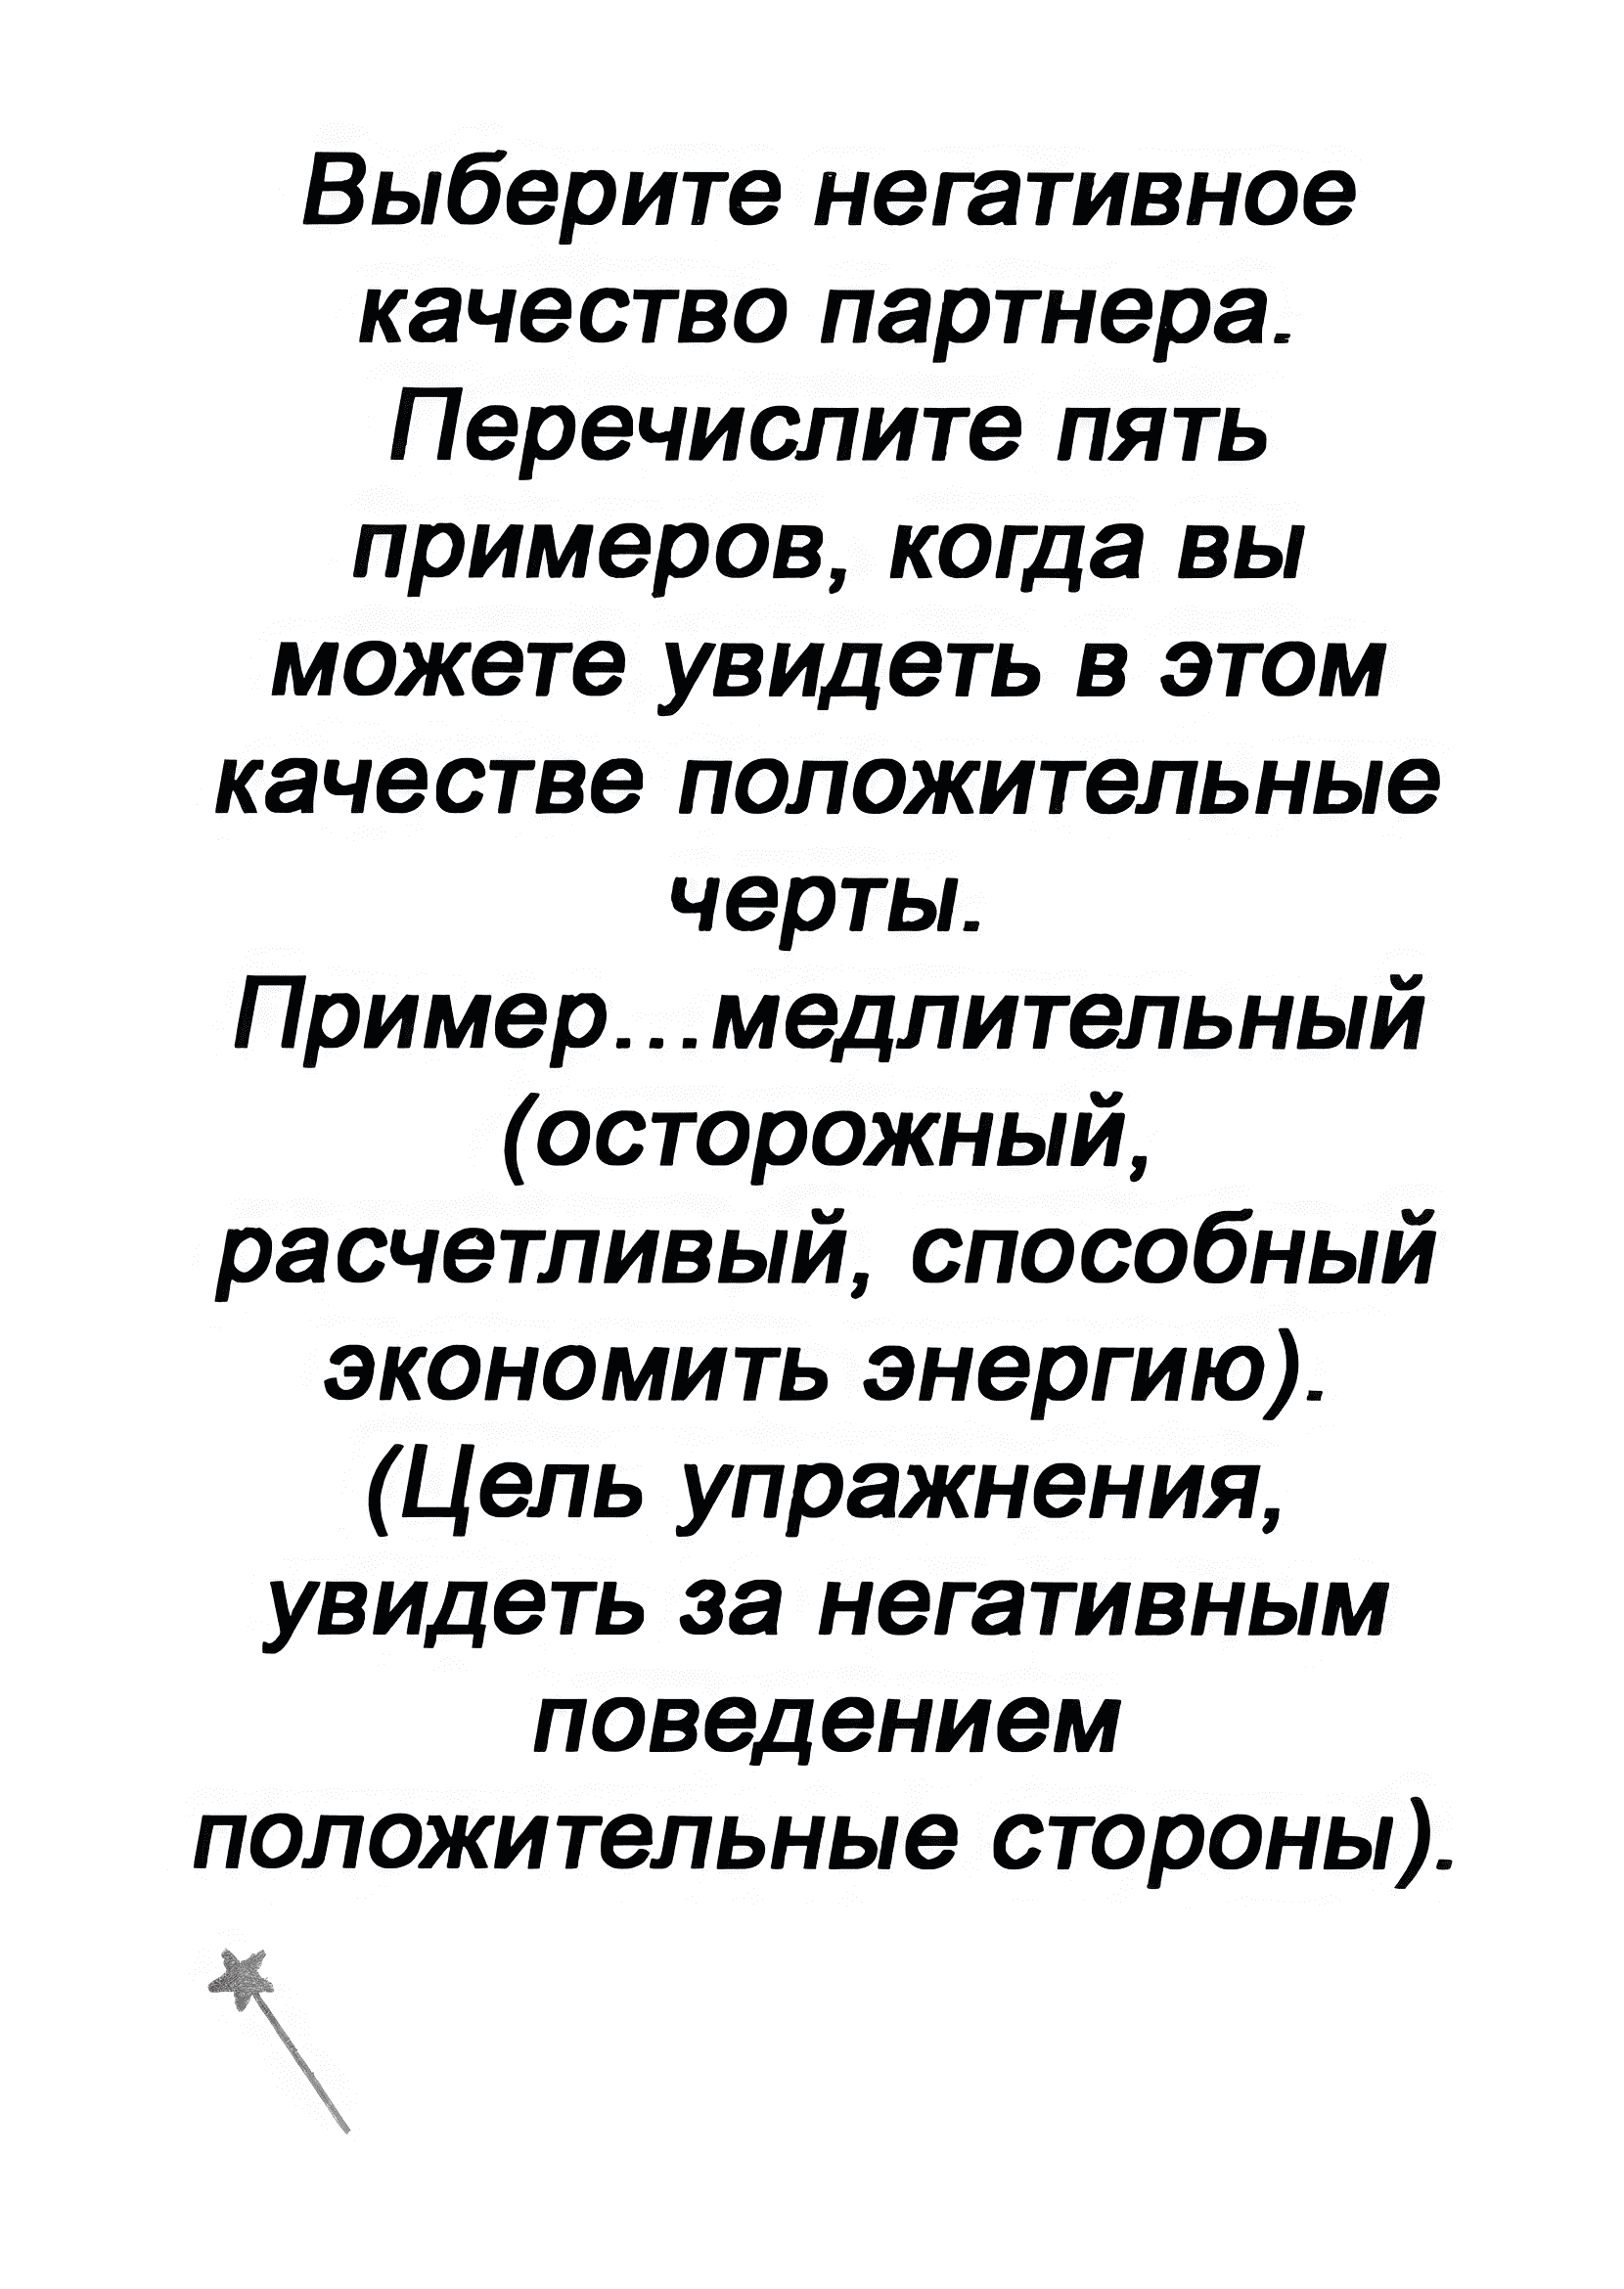 Выберите негативное
качество партнера.
Перечислите пять
примеров, когда вы
можете увидеть в этом
качестве положительные
черты.
Пример...медлительный
(осторожный,
расчетливый, способный
экономить энергию).
(Цель упражнения,
увидеть за негативным
поведением
положительные стороны).